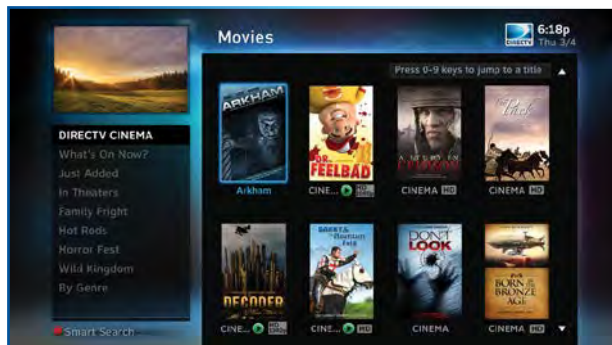 Movies
DIRECTV
6:18p
Thu 3/4
Press 0-9 keys to jump to a title
DIRECTV CINEMA
What's On Now?
Just Added
In Theaters
Family Fright
Hot Rods
Horror Fest
Wild Kingdom
By Genre
Smart Search
ARKHAM
DR.
FEELBAD
Arkham
CINE...
HD
CINEMA HD
CINEMA HD
DECODER
DON'T
LOOK
BORN IN THE
BRONZE
AGE
CINE...
HD
CINE... HD
CINEMA
CINEMA HD